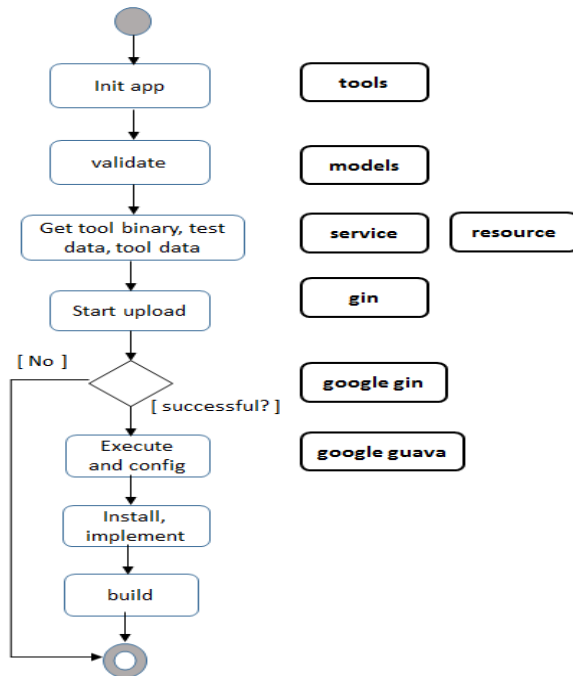 Init app
tools
validate
models
Get tool binary, test
data, tool data
service
resource
Start upload
gin
[ No ]
google gin
[ successful? ]
Execute
and config
google guava
Install,
implement
build